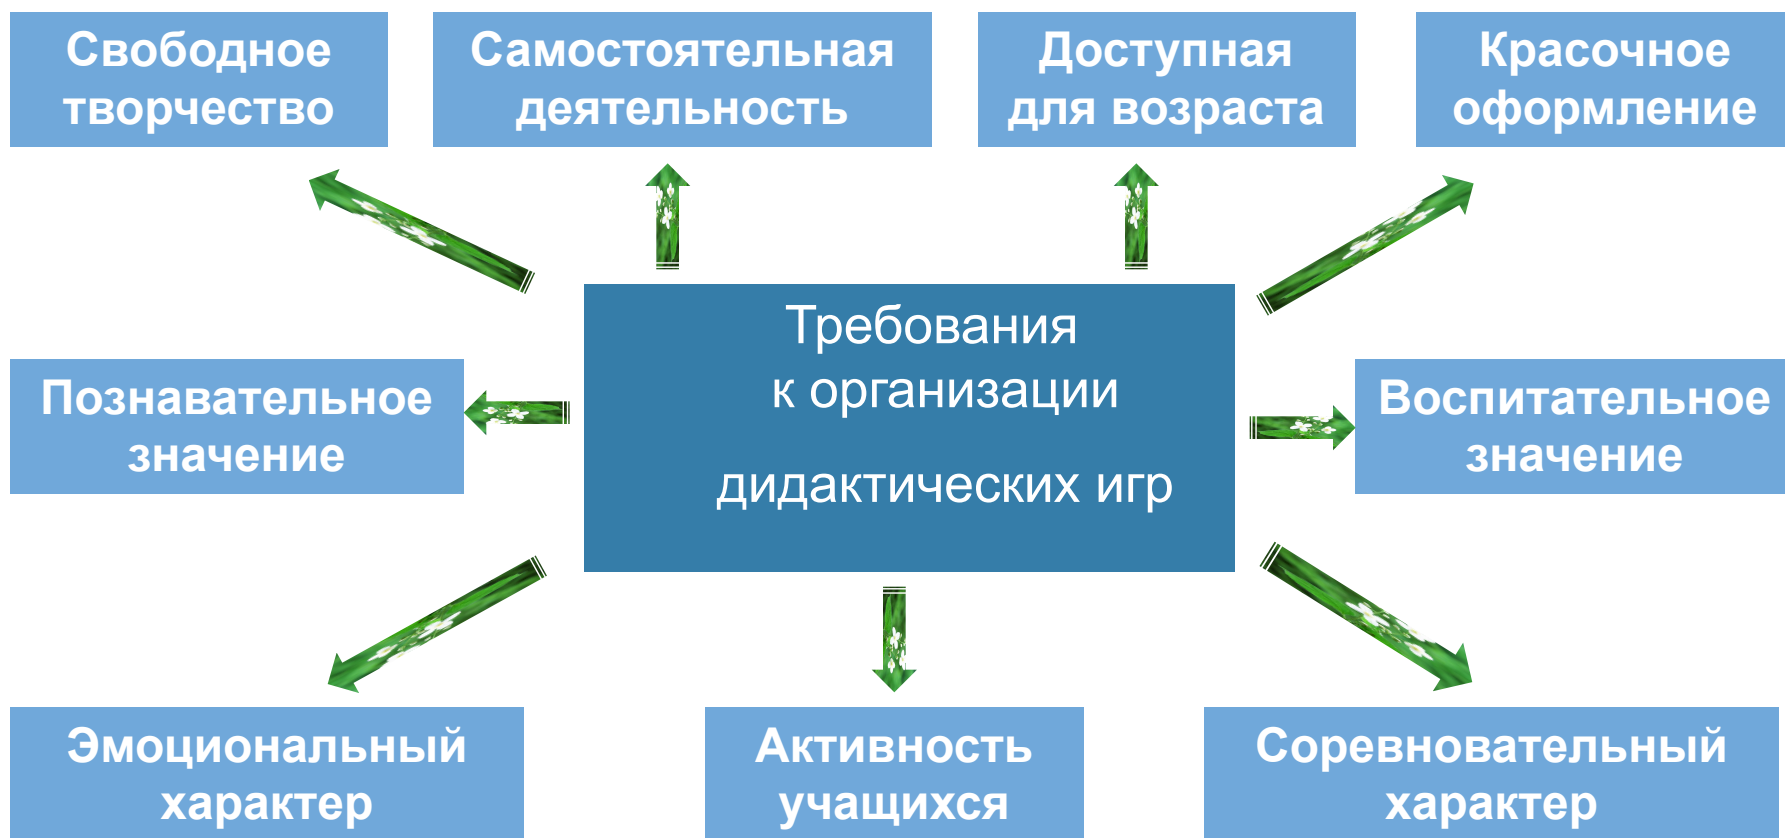 Свободное
творчество
Самостоятельная
деятельность
Доступная
для возраста
Красочное
оформление
Требования
к организации
дидактических игр
Познавательное
значение
Воспитательное
значение
Эмоциональный
характер
Активность
учащихся
Соревновательный
характер